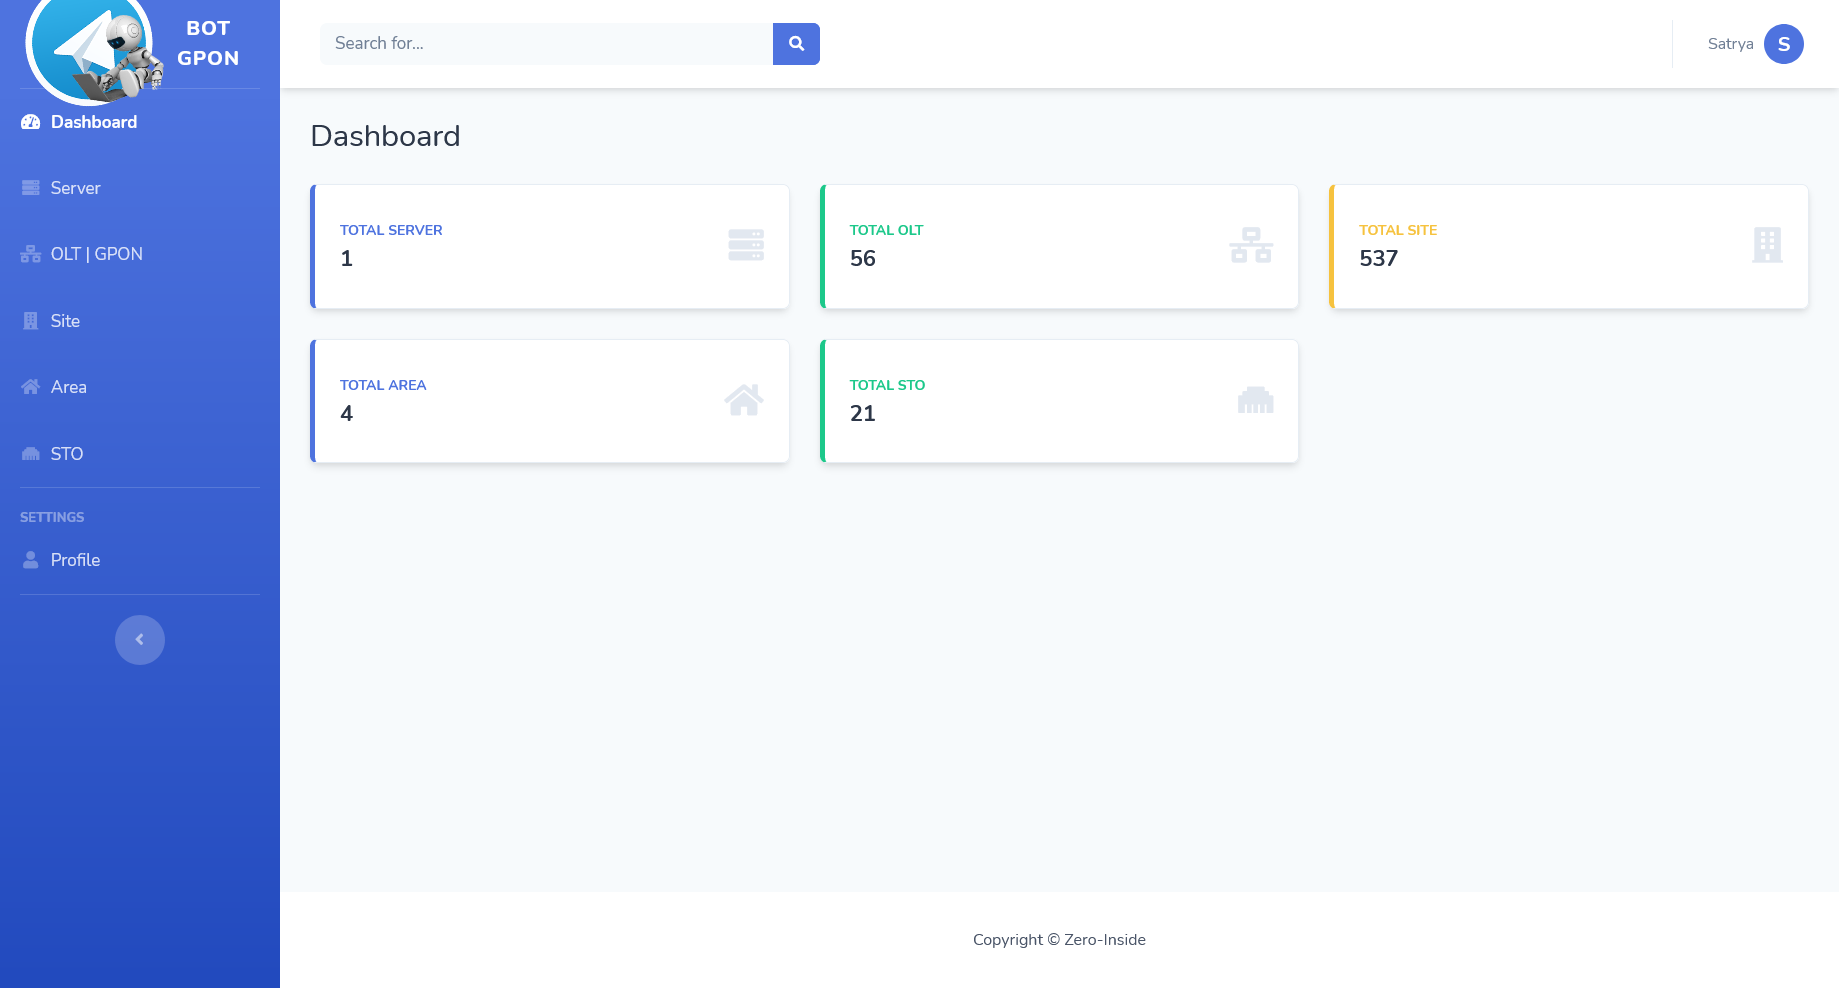 BOT
GPON
Search for...
Satrya
S
Dashboard
Server
OLT | GPON
Site
Area
STO
SETTINGS
Profile
Dashboard
TOTAL SERVER
1
TOTAL OLT
56
TOTAL SITE
537
TOTAL AREA
4
TOTAL STO
21
Copyright © Zero-Inside